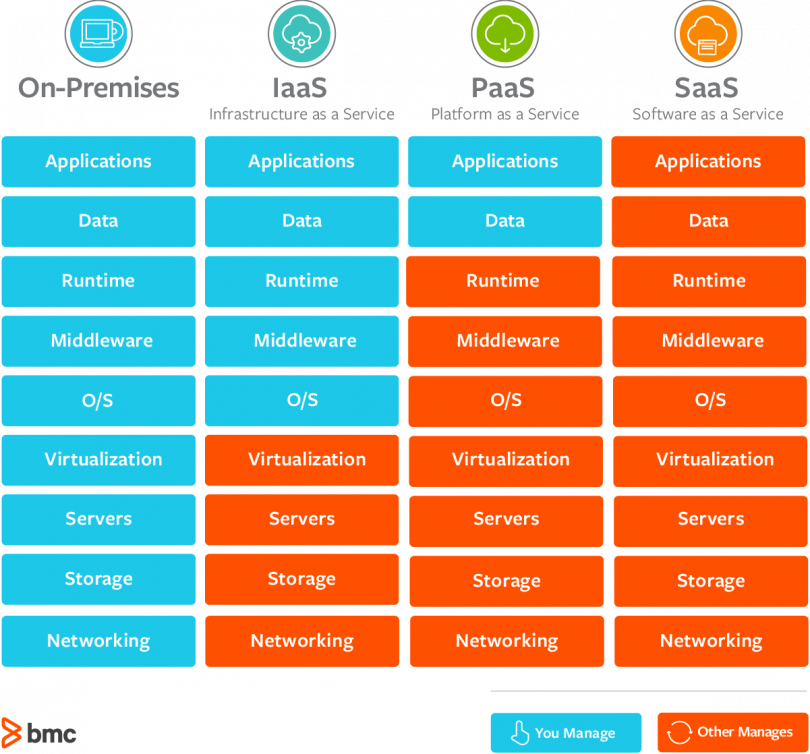 On-Premises
IaaS
PaaS
SaaS
Infrastructure as a Service
Platform as a Service
Software as a Service
Applications
Applications
Applications
Applications
Data
Data
Data
Data
Runtime
Runtime
Runtime
Runtime
Middleware
Middleware
Middleware
Middleware
O/S
O/S
O/S
O/S
Virtualization
Virtualization
Virtualization
Virtualization
Servers
Servers
Servers
Servers
Storage
Storage
Storage
Storage
Networking
Networking
Networking
Networking
bmc
You Manage
Other Manages